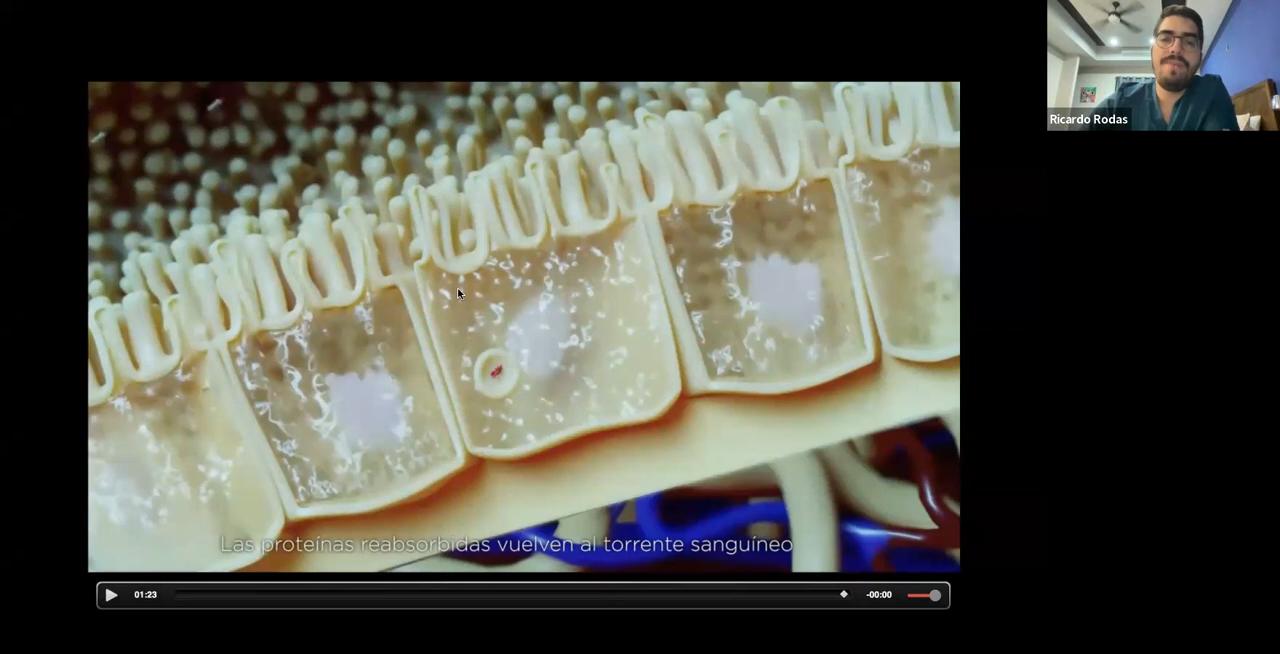 Ricardo Rodas
Las proteínas reabsorbidas vuelven al torrente sanguíneo
01:23
-00:00